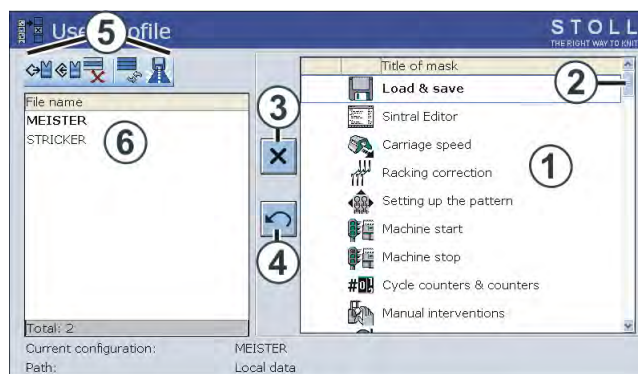 Use ofile
STOLL
THE RIGHT WAY TO KNIT
5
File name
MEISTER
STRICKER
6
Total: 2
3
4
Title of mask
2
Load & save
Sintral Editor
Carriage speed
1
Racking correction
Setting up the pattern
Machine start
Machine stop
Cycle counters & counters
Manual interventions
Current configuration: MEISTER
Path: Local data